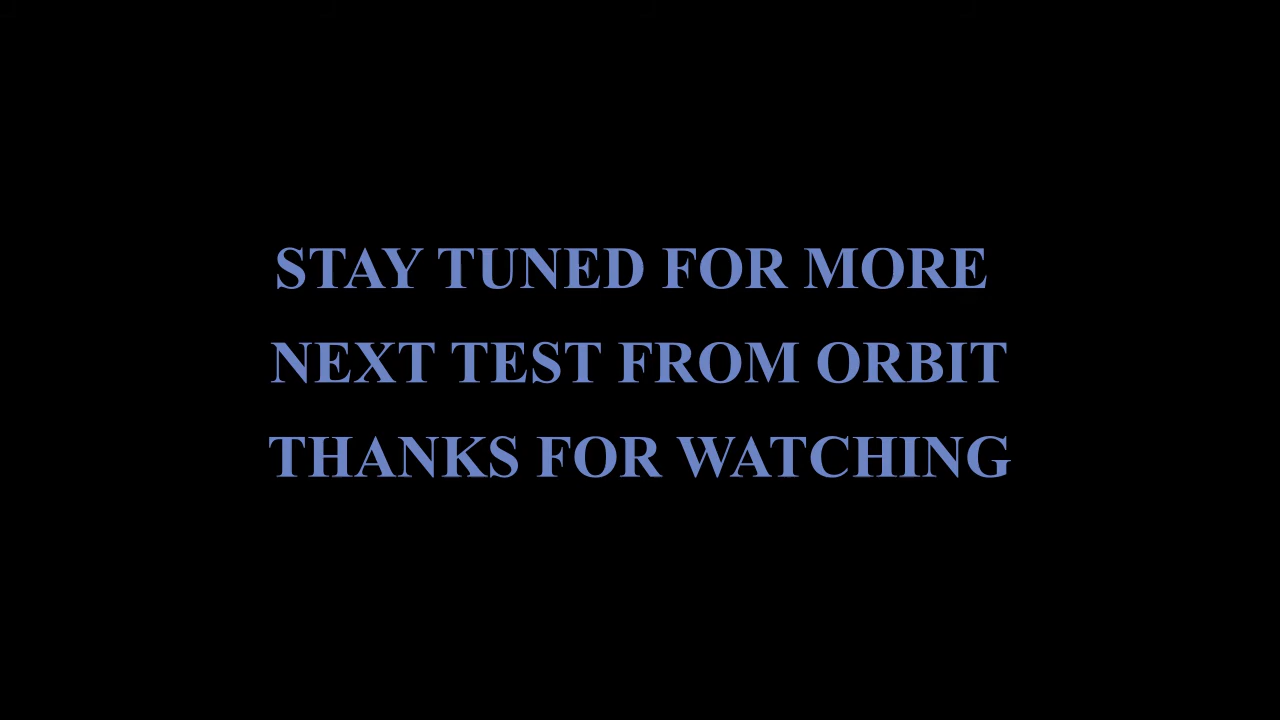 STAY TUNED FOR MORE
NEXT TEST FROM ORBIT
THANKS FOR WATCHING